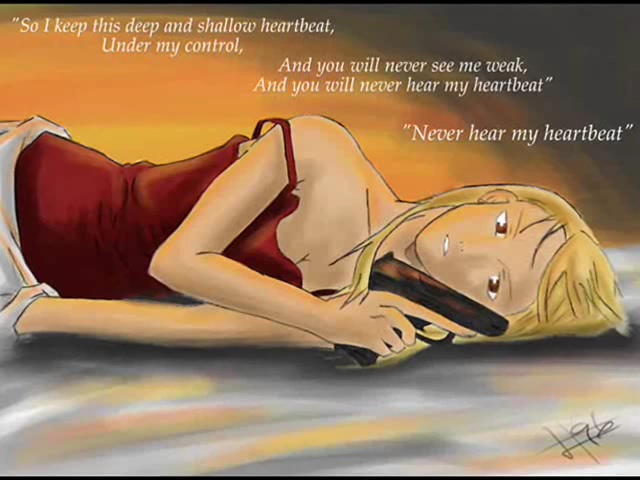 "So I keep this deep and shallow heartbeat,
Under my control,
And you will never see me weak,
And you will never hear my heartbeat"
"Never hear my heartbeat"